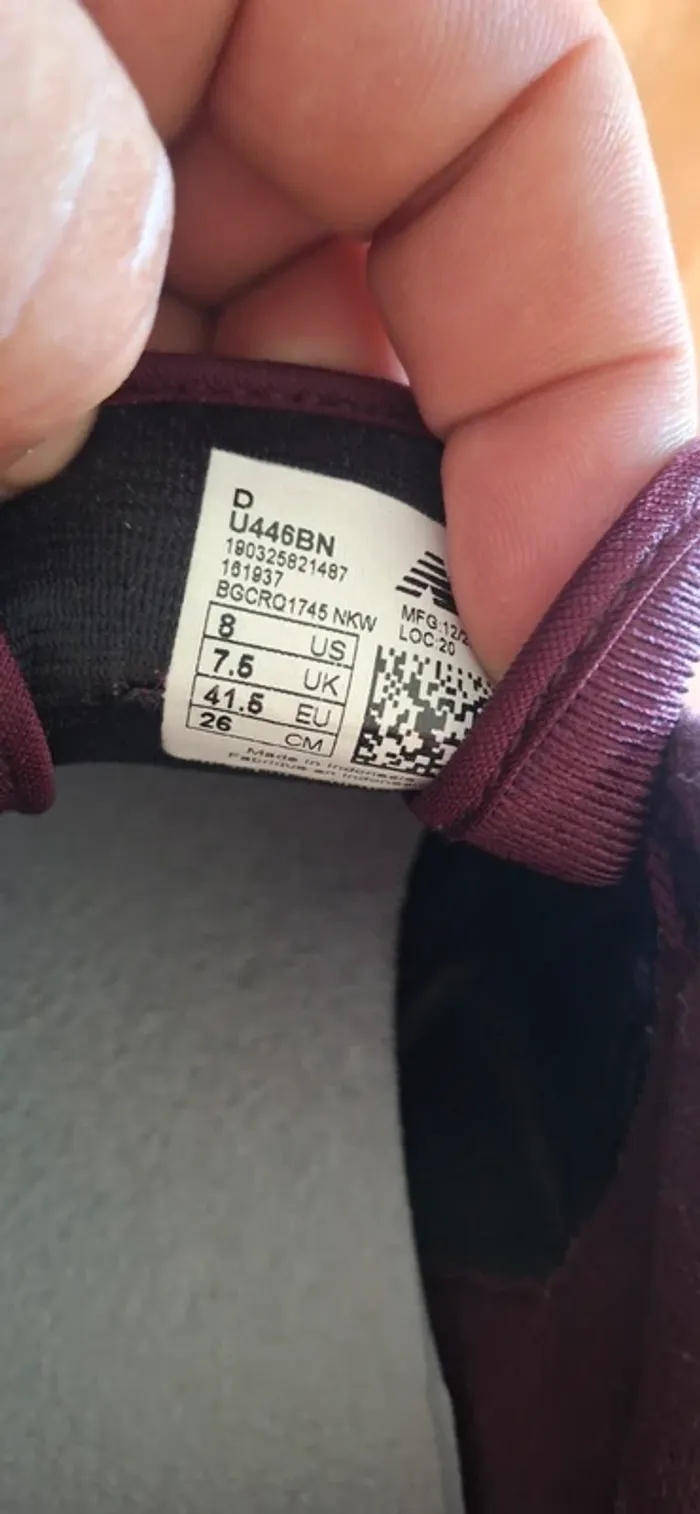 D
U446BN
190325821487
161937
BGCRQ1745 NKW
MFG:12/2
LOC:20
8 US
7.5 UK
41.5 EU
26 CM
Made in Indonesia
Fabriqué en Indonésie